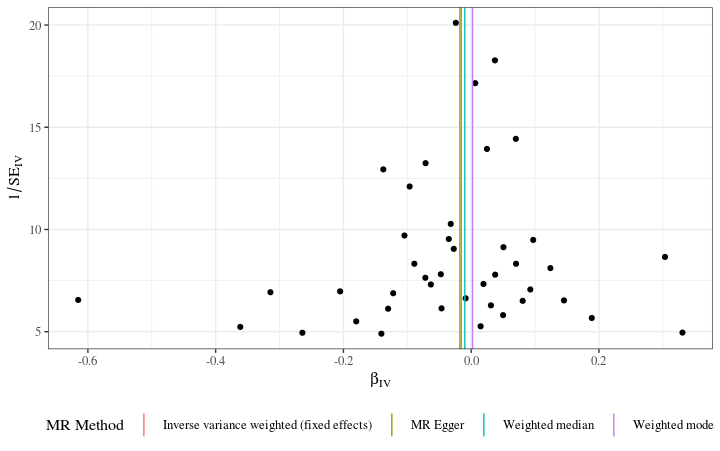 20
15
10
5
1/SE_IV
-0.6 -0.4 -0.2 0.0 0.2
β_IV
MR Method Inverse variance weighted (fixed effects) MR Egger Weighted median Weighted mode